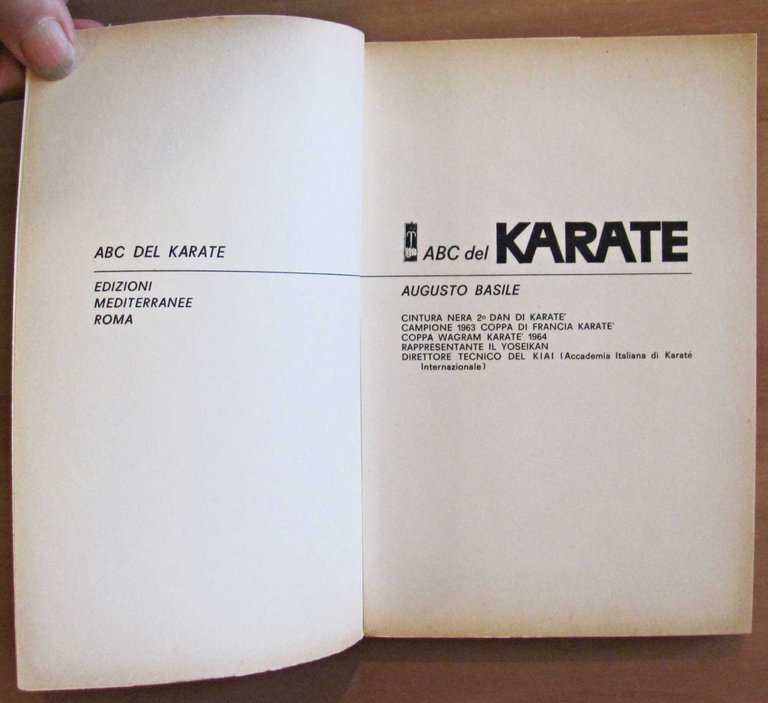 ABC DEL KARATE
EDIZIONI
MEDITERRANEE
ROMA
ABC del KARATE
AUGUSTO BASILE
CINTURA NERA 2º DAN DI KARATE'
CAMPIONE 1963 COPPA DI FRANCIA KARATE'
COPPA WAGRAM KARATE' 1964
RAPPRESENTANTE IL YOSEIKAN
DIRETTORE TECNICO DEL KIAI (Accademia Italiana di Karaté
Internazionale)